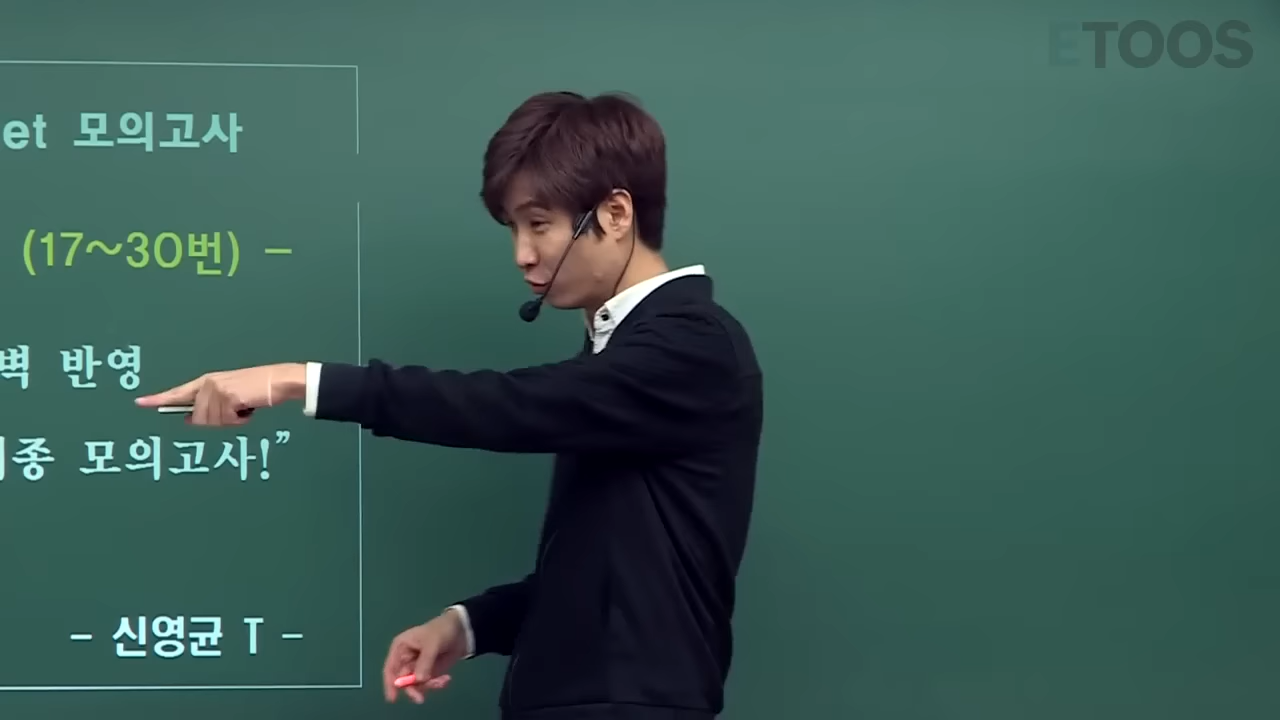 ETOOS
et 모의고사
(17~30번) -
벽 반영
종 모의고사!”
- 신영균 T -